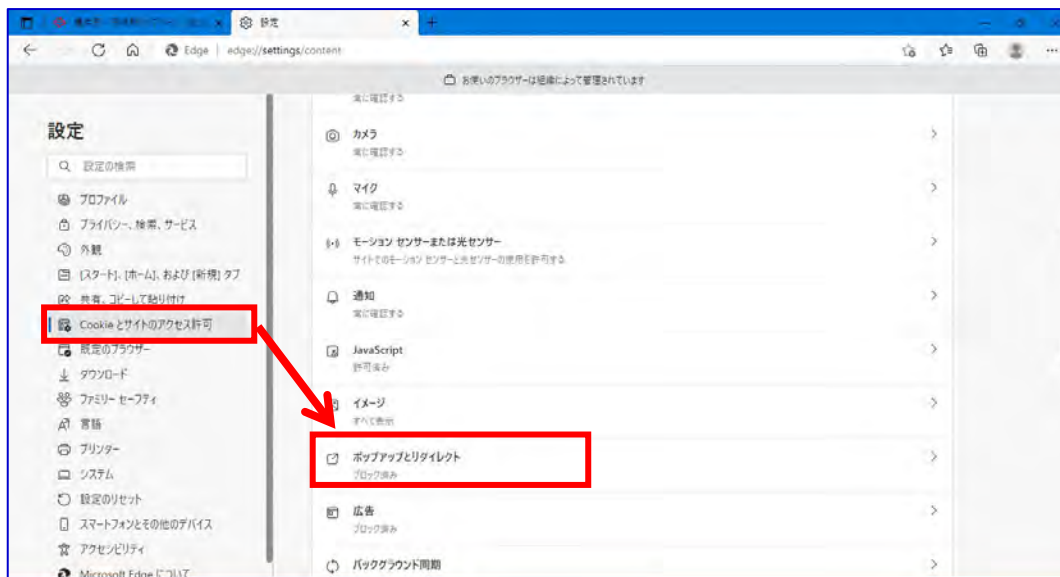 設定
Edge edge://settings/content
お使いのブラウザーは組織によって管理されています
設定
設定の検索
プロファイル
プライバシー、検索、サービス
外観
[スタート]、[ホーム]、および [新規] タブ
共有、コピーして貼り付け
Cookie とサイトのアクセス許可
既定のブラウザー
ダウンロード
ファミリー セーフティ
言語
プリンター
システム
設定のリセット
スマートフォンとその他のデバイス
アクセシビリティ
Microsoft Edge について
常に確認する
カメラ
常に確認する
マイク
常に確認する
モーション センサーまたは光センサー
サイトでのモーション センサーと光センサーの使用を許可する
通知
常に確認する
JavaScript
許可済み
イメージ
すべて表示
ポップアップとリダイレクト
ブロック済み
広告
ブロック済み
バックグラウンド同期